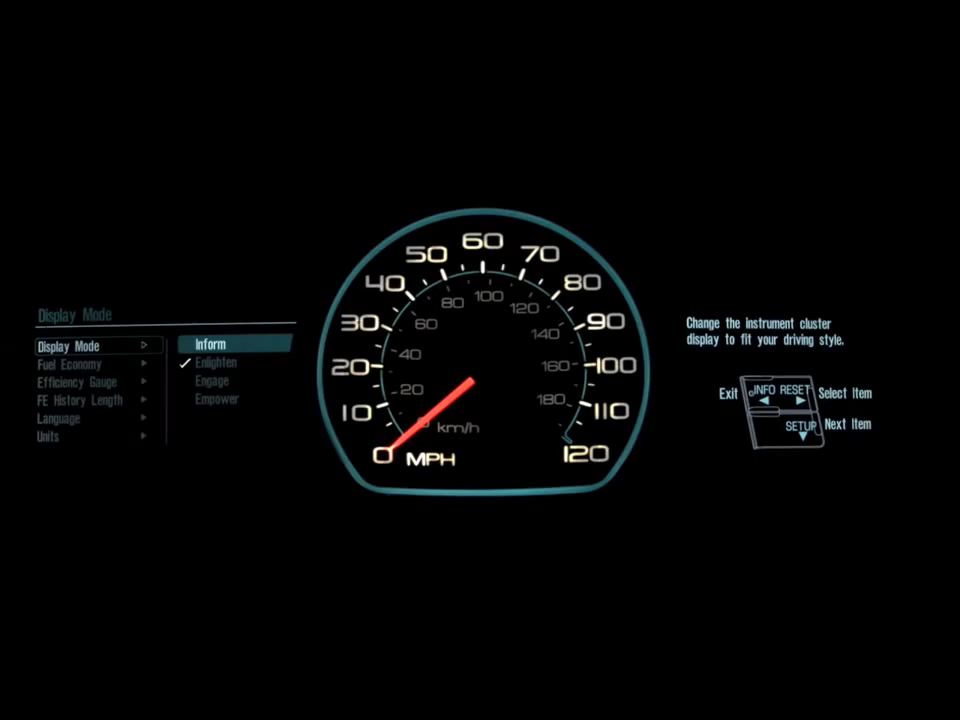 Display Mode
Display Mode
Fuel Economy
Efficiency Gauge
FE History Length
Language
Units
Inform
Enlighten
Engage
Empower
0
10
20
30
40
50
60
70
80
90
100
110
120
MPH
0
20
40
60
80
100
120
140
160
180
km/h
Change the instrument cluster
display to fit your driving style.
Exit
INFO RESET
Select Item
SETUP
Next Item